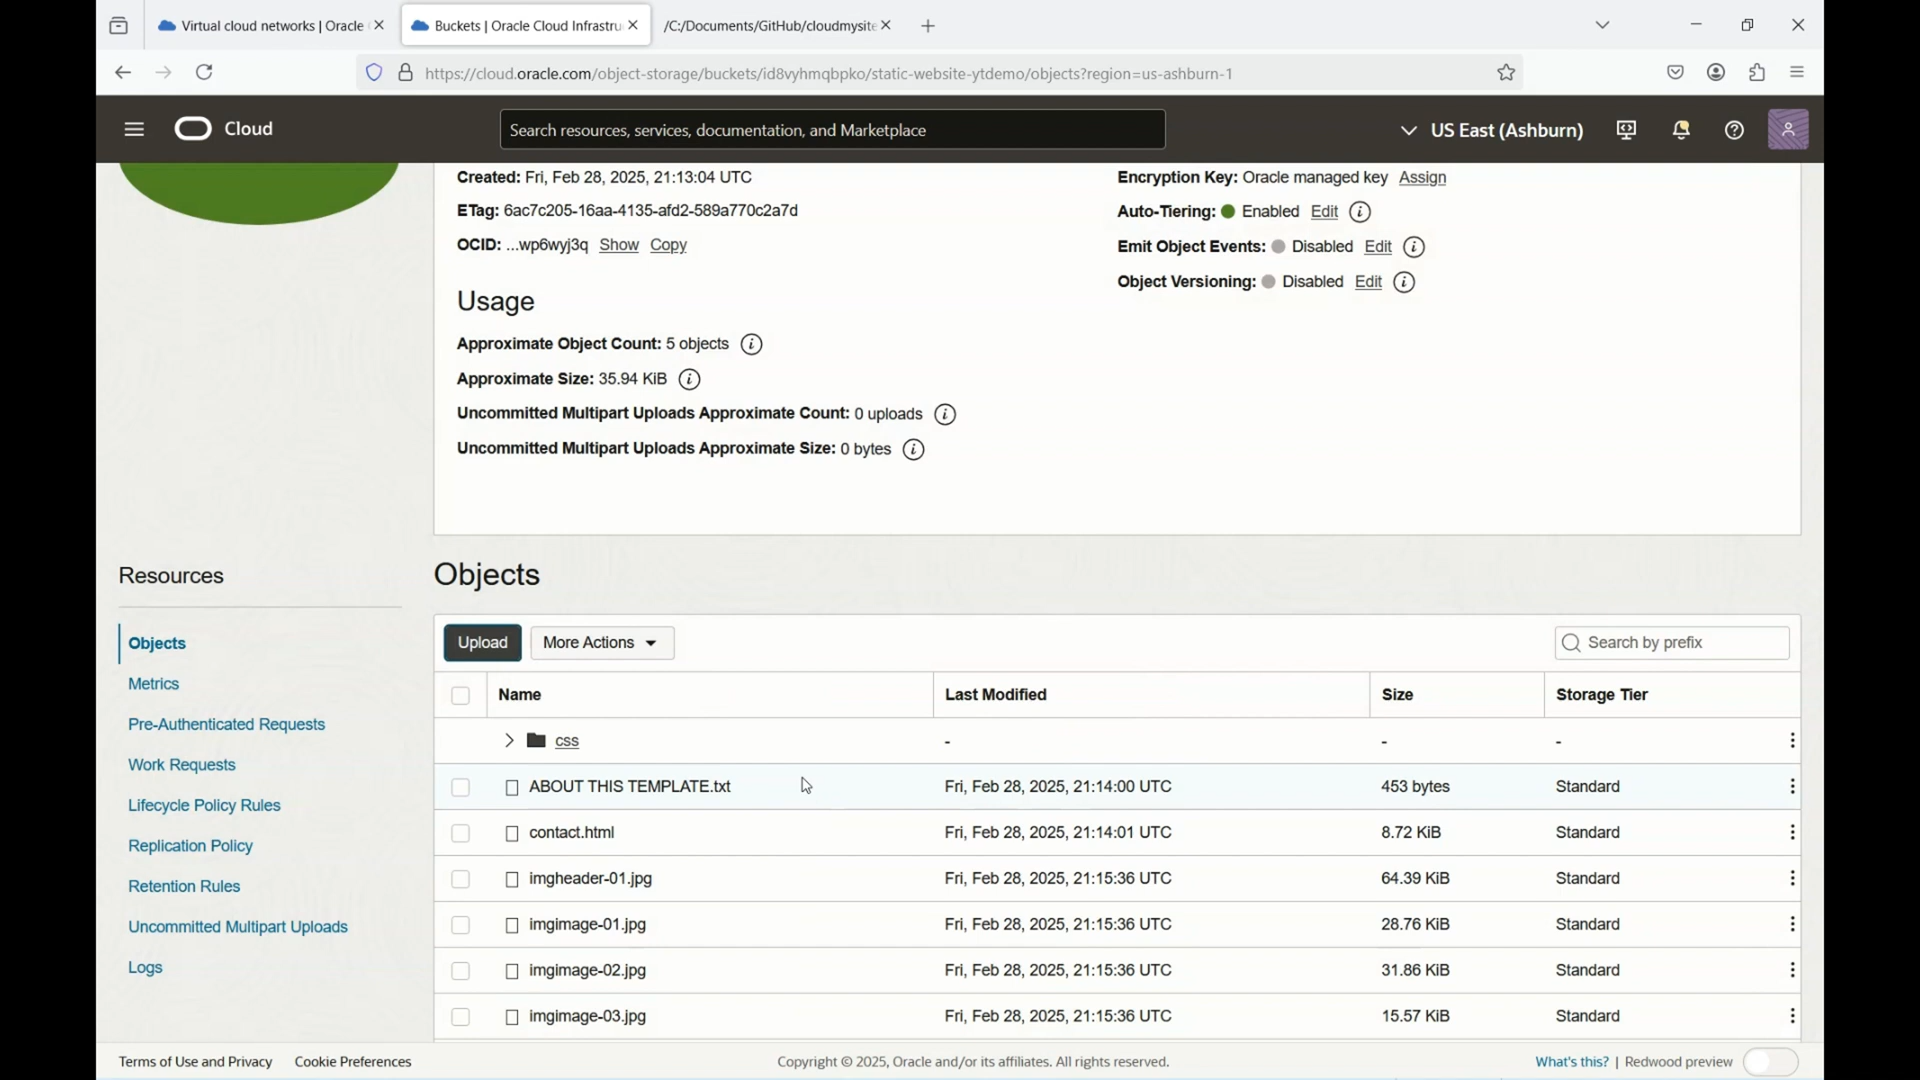 Virtual cloud networks | Oracle
Buckets | Oracle Cloud Infrastru
/C:/Documents/GitHub/cloudmysite
https://cloud.oracle.com/object-storage/buckets/id8vyhmqbpko/static-website-ytdemo/objects?region=us-ashburn-1
Cloud
Search resources, services, documentation, and Marketplace
US East (Ashburn)
Created: Fri, Feb 28, 2025, 21:13:04 UTC
ETag: 6ac7c205-16aa-4135-afd2-589a770c2a7d
OCID: ...wp6wyj3q Show Copy
Encryption Key: Oracle managed key Assign
Auto-Tiering: Enabled Edit
Emit Object Events: Disabled Edit
Object Versioning: Disabled Edit
Usage
Approximate Object Count: 5 objects
Approximate Size: 35.94 KiB
Uncommitted Multipart Uploads Approximate Count: 0 uploads
Uncommitted Multipart Uploads Approximate Size: 0 bytes
Resources
Objects
Metrics
Pre-Authenticated Requests
Work Requests
Lifecycle Policy Rules
Replication Policy
Retention Rules
Uncommitted Multipart Uploads
Logs
Objects
Upload More Actions Search by prefix
Name Last Modified Size Storage Tier
css - - -
ABOUT THIS TEMPLATE.txt Fri, Feb 28, 2025, 21:14:00 UTC 453 bytes Standard
contact.html Fri, Feb 28, 2025, 21:14:01 UTC 8.72 KiB Standard
imgheader-01.jpg Fri, Feb 28, 2025, 21:15:36 UTC 64.39 KiB Standard
imgimage-01.jpg Fri, Feb 28, 2025, 21:15:36 UTC 28.76 KiB Standard
imgimage-02.jpg Fri, Feb 28, 2025, 21:15:36 UTC 31.86 KiB Standard
imgimage-03.jpg Fri, Feb 28, 2025, 21:15:36 UTC 15.57 KiB Standard
Terms of Use and Privacy Cookie Preferences Copyright © 2025, Oracle and/or its affiliates. All rights reserved. What's this? | Redwood preview